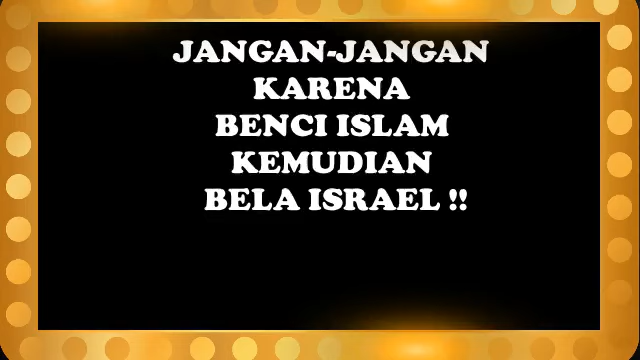 JANGAN-JANGAN
KARENA
BENCI ISLAM
KEMUDIAN
BELA ISRAEL !!